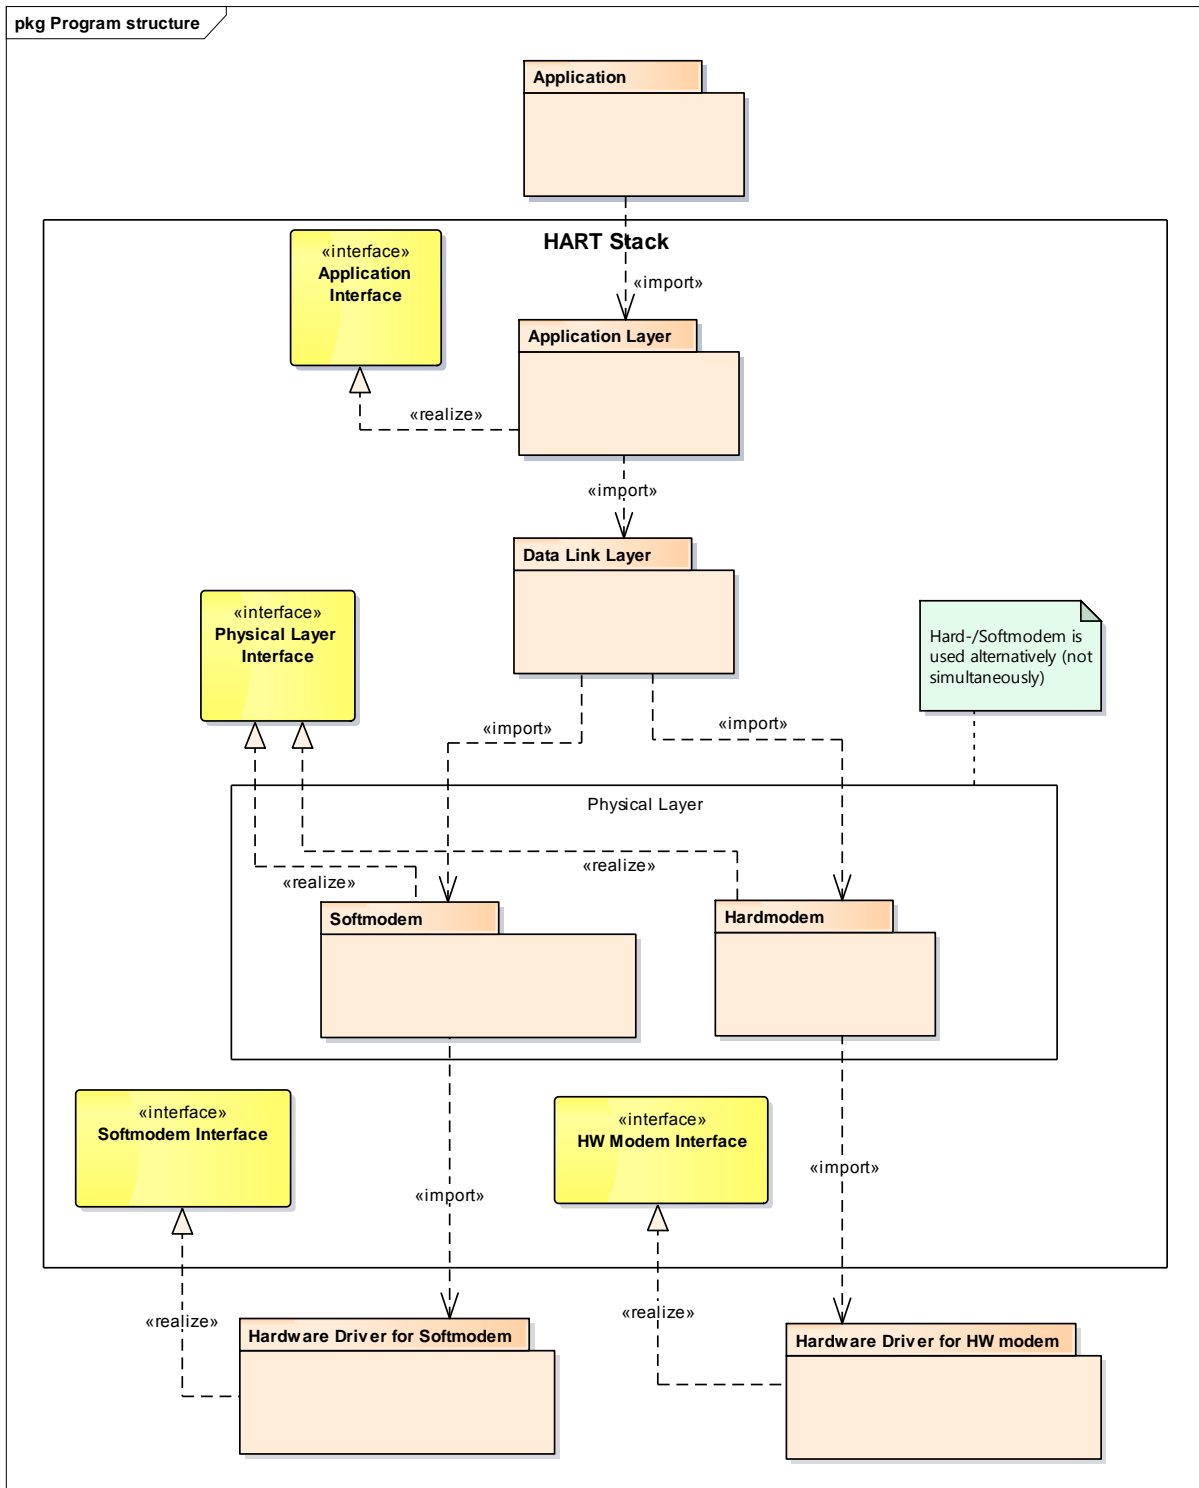 pkg Program structure
Application
HART Stack
«interface»
Application
Interface
«import»
Application Layer
«realize»
«import»
Data Link Layer
«interface»
Physical Layer
Interface
Hard-/Softmodem is
used alternatively (not
simultaneously)
«import»
«import»
Physical Layer
«realize»
«realize»
Softmodem
Hardmodem
«interface»
Softmodem Interface
«interface»
HW Modem Interface
«import»
«import»
«realize»
«realize»
Hardware Driver for Softmodem
Hardware Driver for HW modem